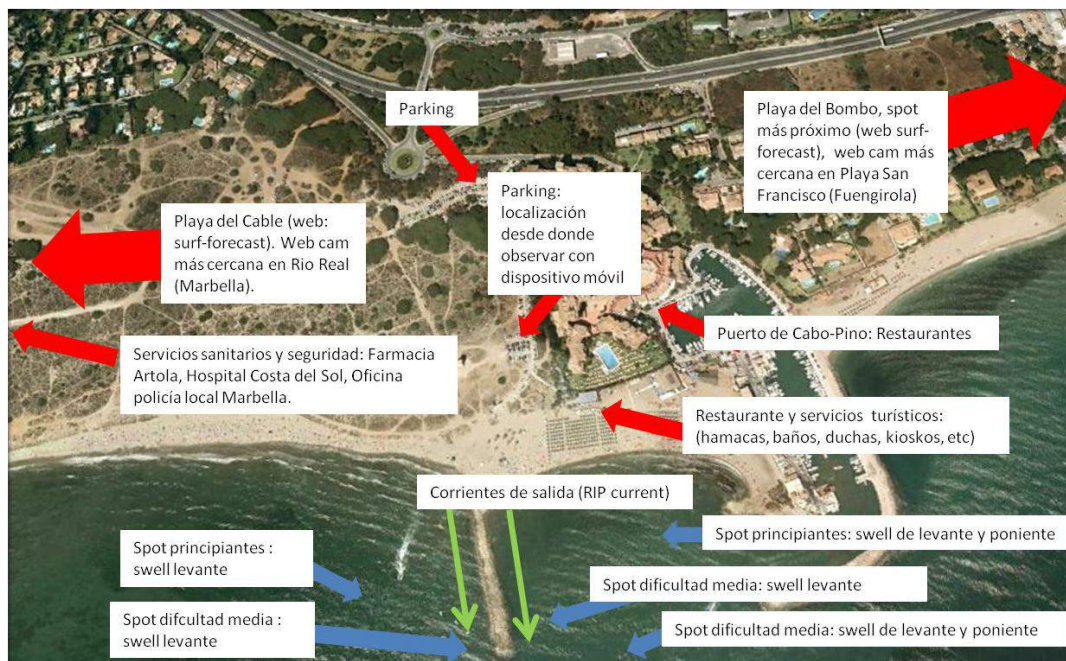 Parking
Playa del Bombo, spot
más próximo (web surf-
forecast), web cam más
cercana en Playa San
Francisco (Fuengirola)
Parking:
localización
desde donde
observar con
dispositivo móvil
Playa del Cable (web:
surf-forecast). Web cam
más cercana en Rio Real
(Marbella).
Puerto de Cabo-Pino: Restaurantes
Servicios sanitarios y seguridad: Farmacia
Artola, Hospital Costa del Sol, Oficina
policía local Marbella.
Restaurante y servicios turísticos:
(hamacas, baños, duchas, kioskos, etc)
Corrientes de salida (RIP current)
Spot principiantes: swell de levante y poniente
Spot principiantes :
swell levante
Spot dificultad media: swell levante
Spot difcultad media :
swell levante
Spot dificultad media: swell de levante y poniente